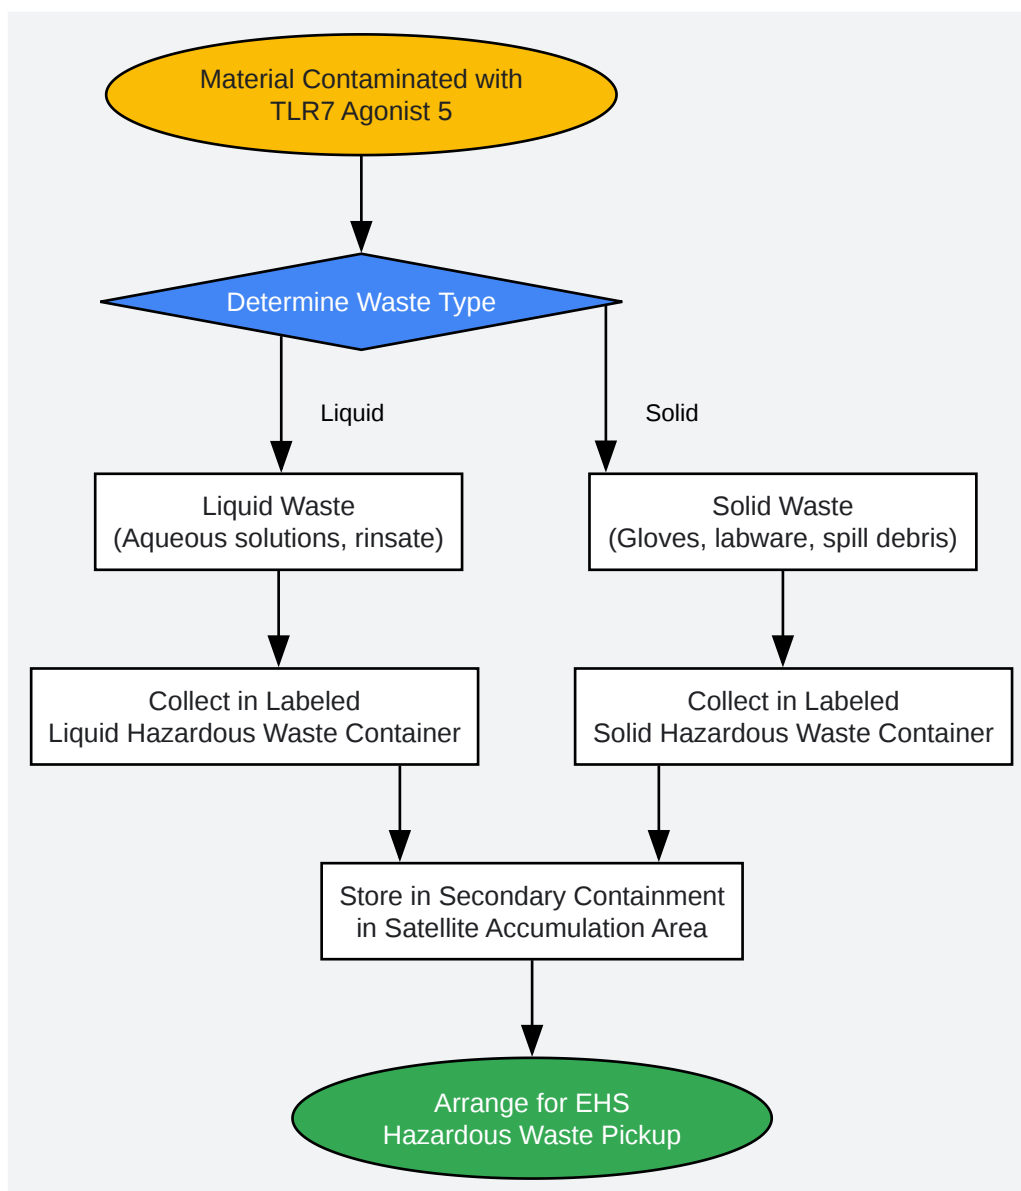 Material Contaminated with
TLR7 Agonist 5
Determine Waste Type
Liquid
Solid
Liquid Waste
(Aqueous solutions, rinsate)
Solid Waste
(Gloves, labware, spill debris)
Collect in Labeled
Liquid Hazardous Waste Container
Collect in Labeled
Solid Hazardous Waste Container
Store in Secondary Containment
in Satellite Accumulation Area
Arrange for EHS
Hazardous Waste Pickup